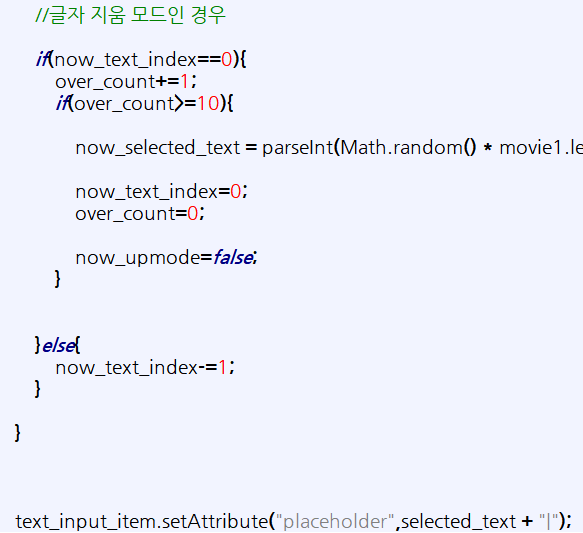 //글자 지움 모드인 경우
if(now_text_index==0){
over_count+=1;
if(over_count>=10){
now_selected_text = parseInt(Math.random() * movie1.le
now_text_index=0;
over_count=0;
now_upmode=false;
}
}else{
now_text_index-=1;
}
}
text_input_item.setAttribute("placeholder",selected_text + "|");